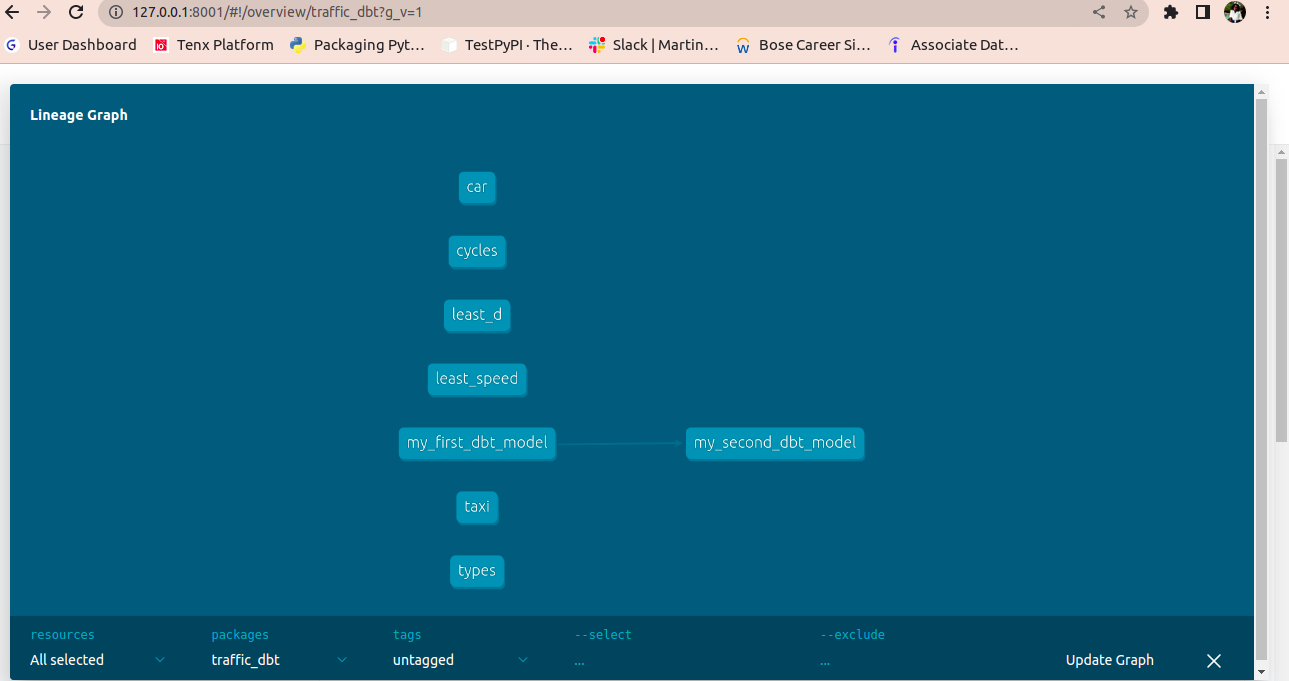 127.0.0.1:8001/#!/overview/traffic_dbt?g_v=1
User Dashboard Tenx Platform Packaging Pyt... TestPyPI · The... Slack | Martin... Bose Career Si... Associate Dat...
Lineage Graph
car
cycles
least_d
least_speed
my_first_dbt_model my_second_dbt_model
taxi
types
resources packages tags --select --exclude
All selected traffic_dbt untagged ... ... Update Graph